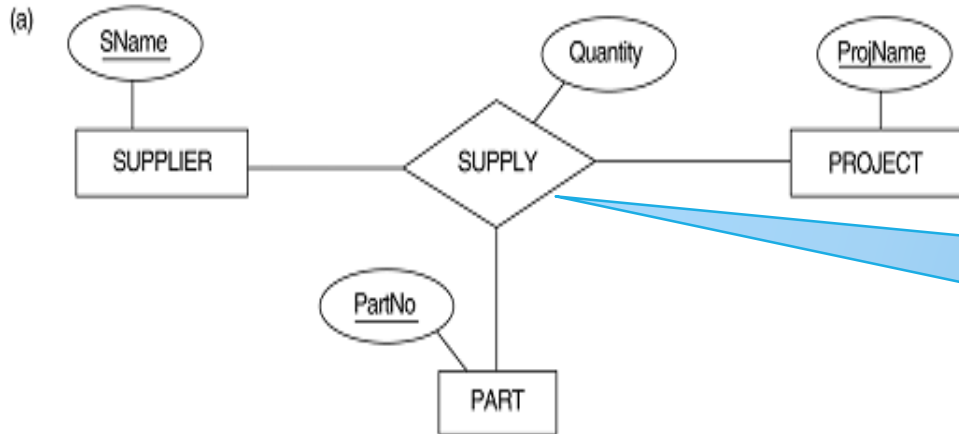 (a)
SName
Quantity
ProjName
SUPPLIER
SUPPLY
PROJECT
PartNo
PART